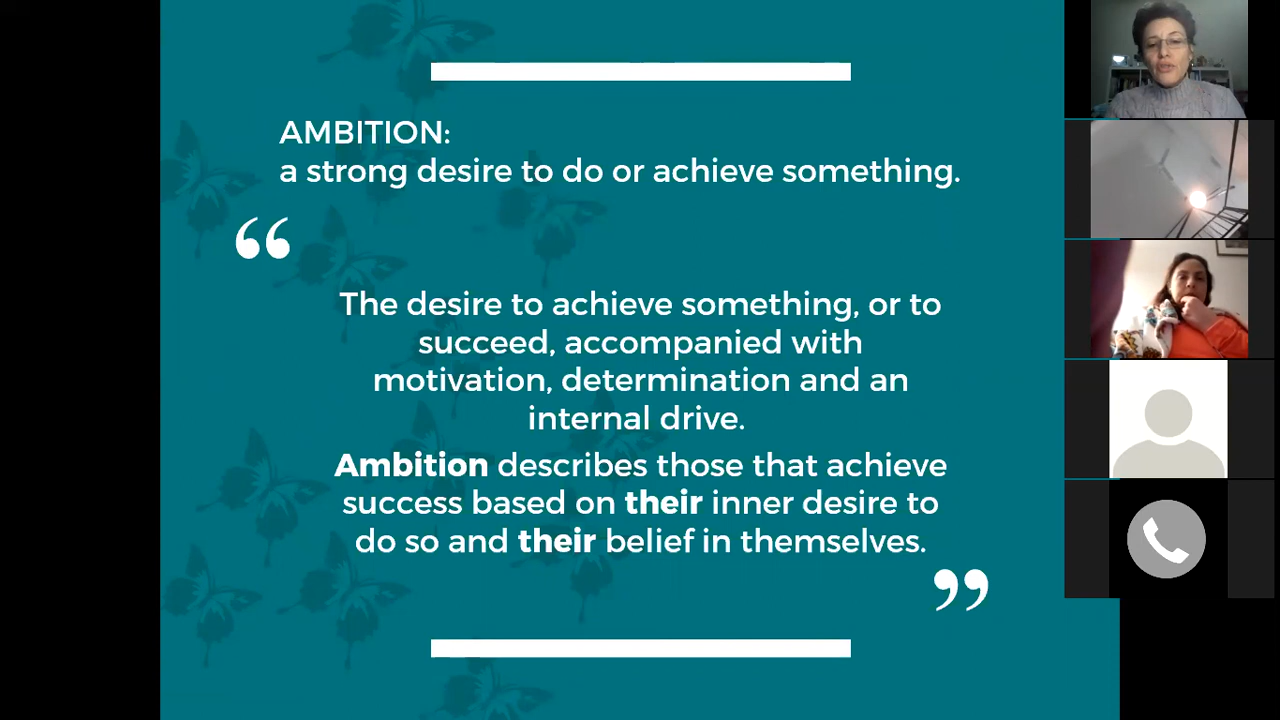 AMBITION:
a strong desire to do or achieve something.
“
The desire to achieve something, or to
succeed, accompanied with
motivation, determination and an
internal drive.
Ambition describes those that achieve
success based on their inner desire to
do so and their belief in themselves.
”